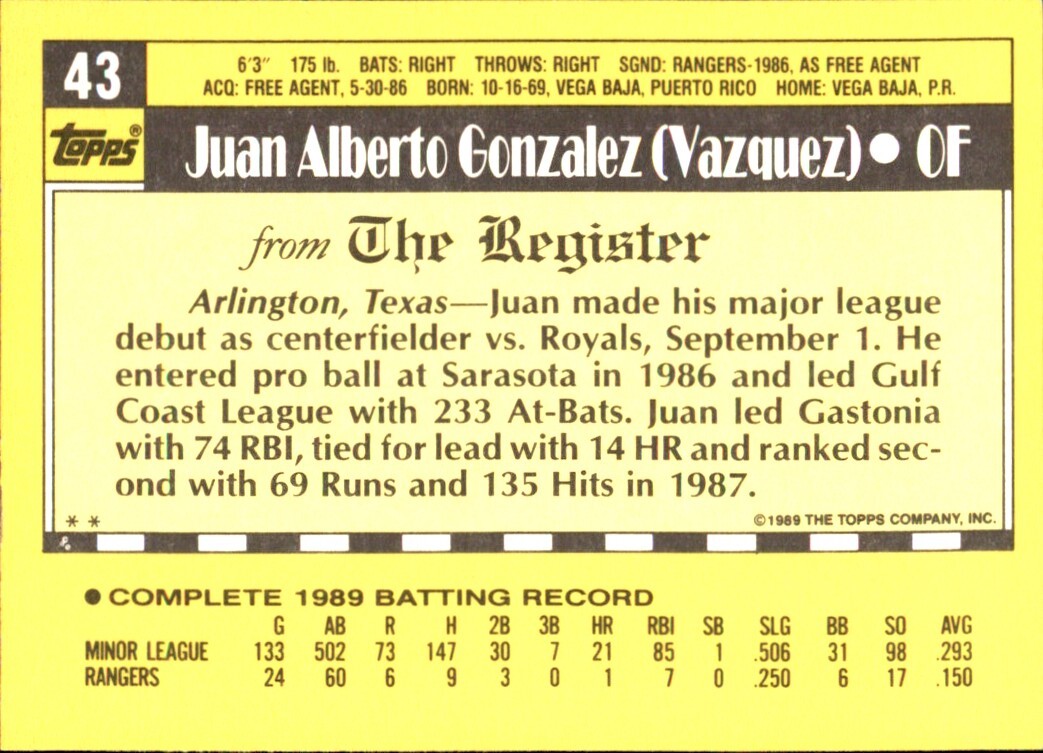 43
6'3" 175 lb. BATS: RIGHT THROWS: RIGHT SGND: RANGERS-1986, AS FREE AGENT
ACQ: FREE AGENT, 5-30-86 BORN: 10-16-69, VEGA BAJA, PUERTO RICO HOME: VEGA BAJA, P.R.
Topps®
Juan Alberto Gonzalez (Vazquez) ● OF
from The Register
Arlington, Texas—Juan made his major league
debut as centerfielder vs. Royals, September 1. He
entered pro ball at Sarasota in 1986 and led Gulf
Coast League with 233 At-Bats. Juan led Gastonia
with 74 RBI, tied for lead with 14 HR and ranked sec-
ond with 69 Runs and 135 Hits in 1987.
* * ©1989 THE TOPPS COMPANY, INC.
● COMPLETE 1989 BATTING RECORD
G AB R H 2B 3B HR RBI SB SLG BB SO AVG
MINOR LEAGUE 133 502 73 147 30 7 21 85 1 .506 31 98 .293
RANGERS 24 60 6 9 3 0 1 7 0 .250 6 17 .150